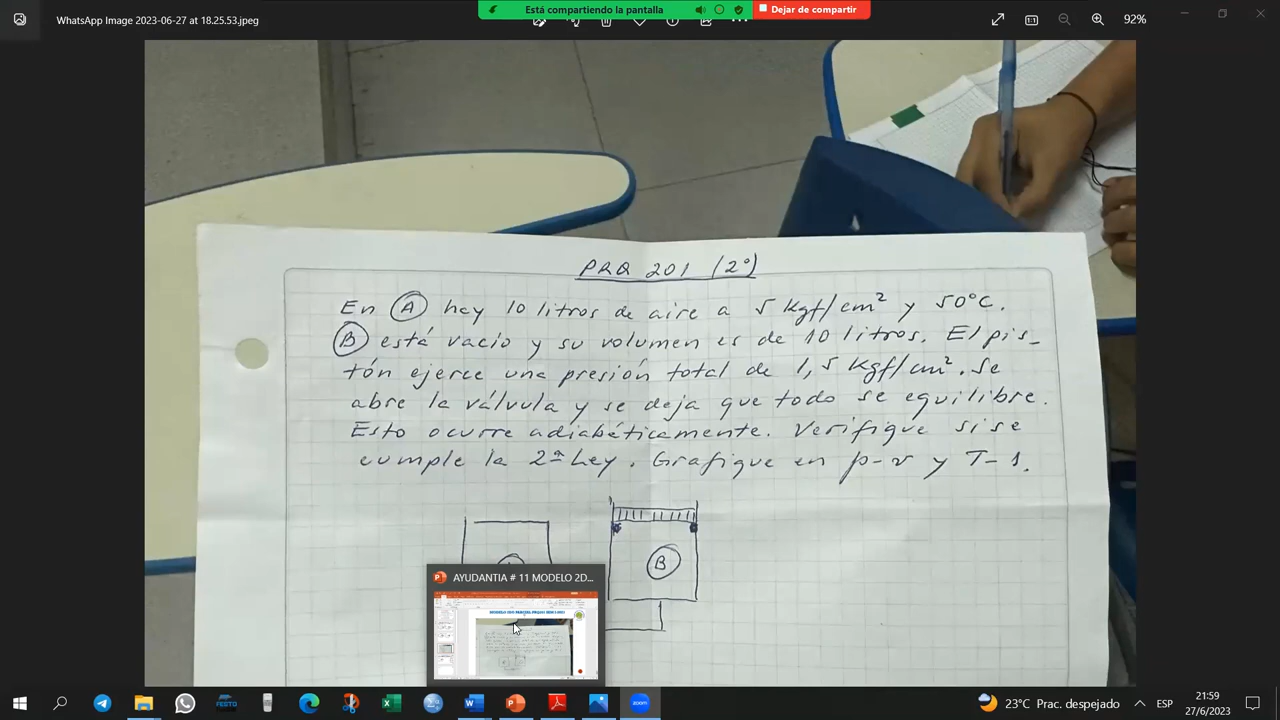 WhatsApp Image 2023-06-27 at 18.25.53.jpeg
Está compartiendo la pantalla
Dejar de compartir
92%
PRQ 201 (2°)
En A hay 10 litros de aire a 5 Kgf/cm² y 50°C.
B está vacío y su volumen es de 10 litros. El pis-
tón ejerce una presión total de 1,5 Kgf/cm². Se
abre la válvula y se deja que todo se equilibre.
Esto ocurre adiabáticamente. Verifique si se
cumple la 2ª Ley. Grafique en p-v y T-s.
B
AYUDANTIA # 11 MODELO 2D...
FESTO
zoom
23°C Prac. despejado
ESP
21:59
27/6/2023